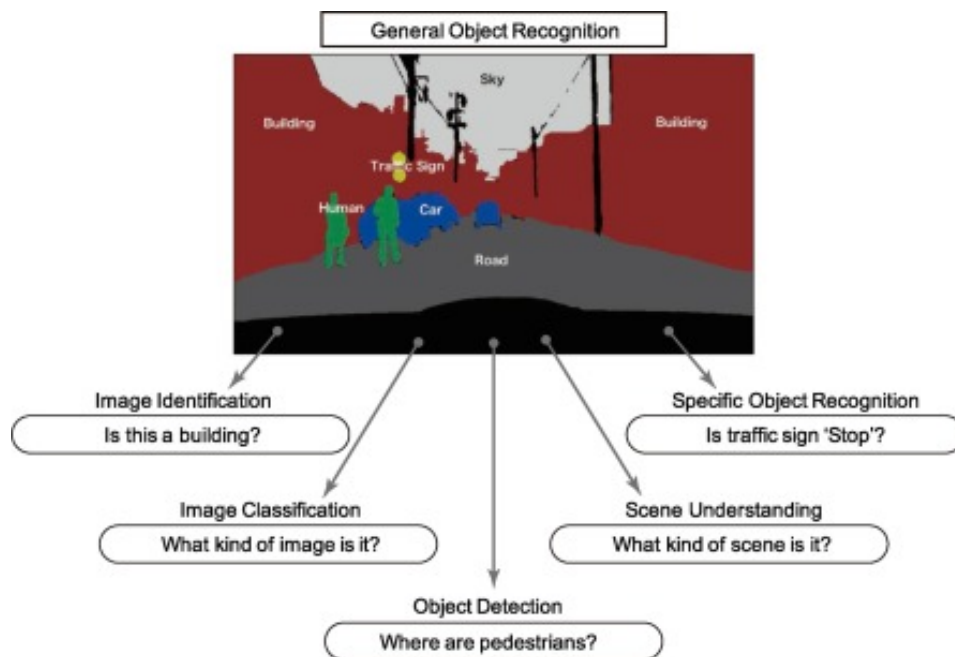 General Object Recognition
Sky
Building
Building
Traffic Sign
Human
Car
Road
Image Identification
Is this a building?
Specific Object Recognition
Is traffic sign ‘Stop’?
Image Classification
What kind of image is it?
Scene Understanding
What kind of scene is it?
Object Detection
Where are pedestrians?